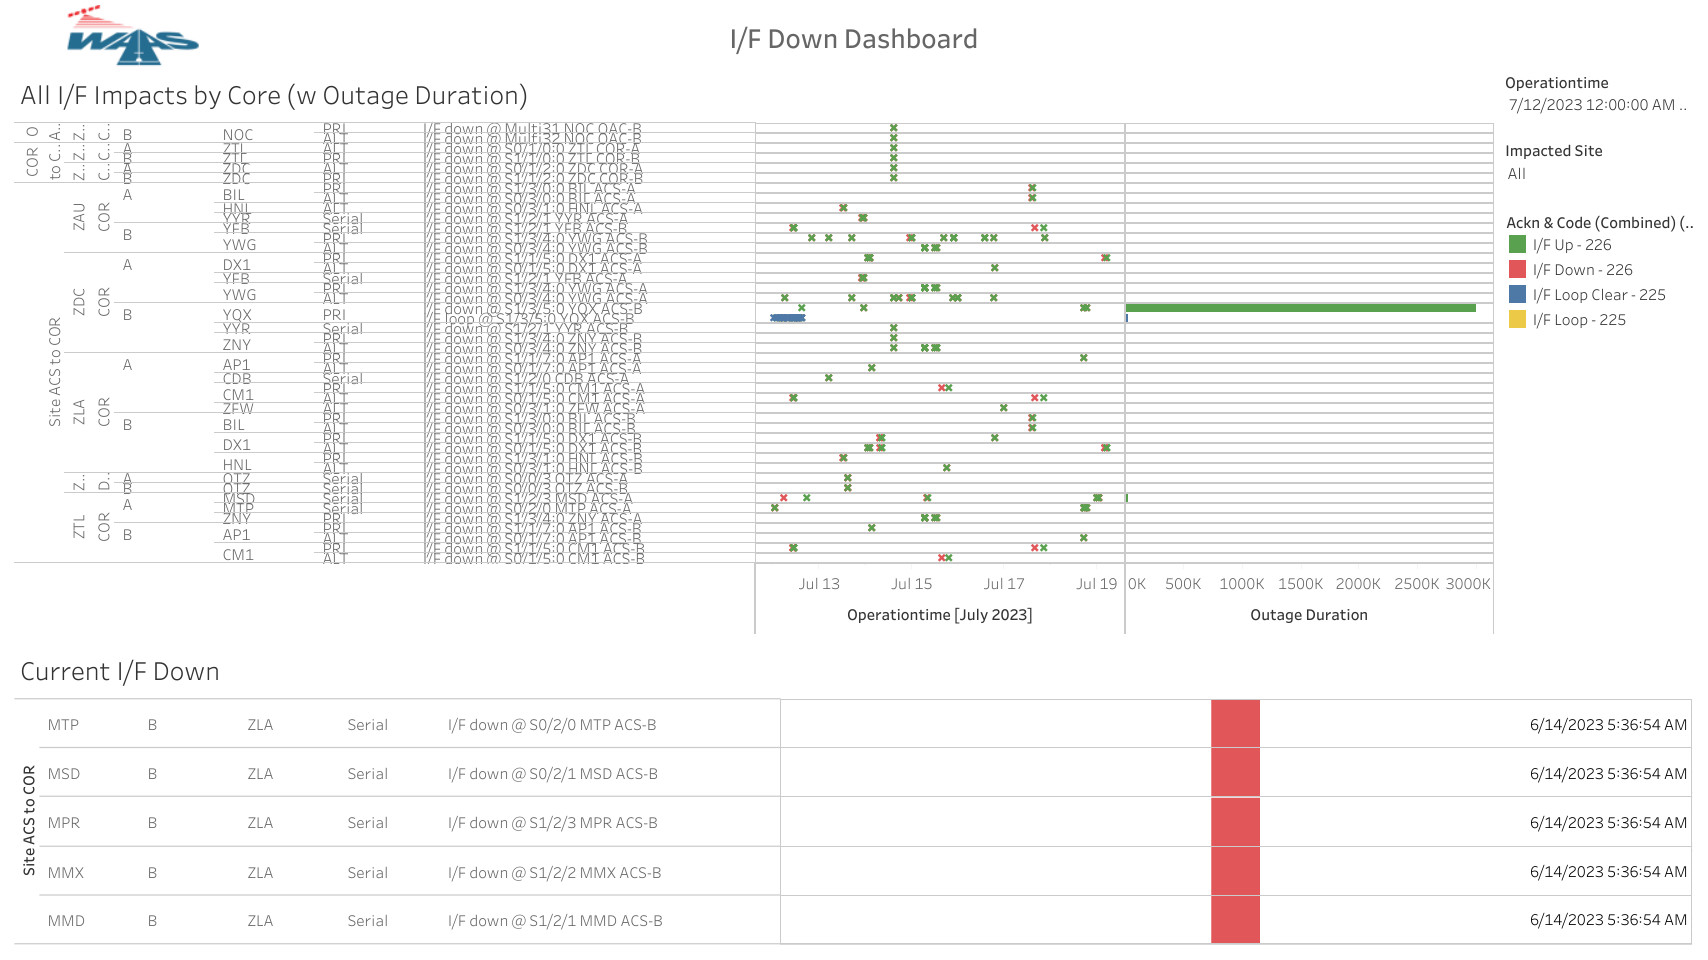 WAAS
I/F Down Dashboard
All I/F Impacts by Core (w Outage Duration)
Operationtime
7/12/2023 12:00:00 AM ..
Impacted Site
All
Ackn & Code (Combined) (..
I/F Up - 226
I/F Down - 226
I/F Loop Clear - 225
I/F Loop - 225
O
to C..
A..
Z..
C..
B
NOC
PRI
I/F down @ Multi31 NOC OAC-B
ALT
I/F down @ Multi32 NOC OAC-B
COR
to C..
Z..
Z..
C..
C..
A
ZTL
ALT
I/F down @ S0/1/0:0 ZTL COR-A
B
ZTL
PRI
I/F down @ S1/1/0:0 ZTL COR-B
A
ZDC
ALT
I/F down @ S0/1/2:0 ZDC COR-A
B
ZDC
PRI
I/F down @ S1/1/2:0 ZDC COR-B
Site ACS to COR
ZAU
COR
A
BIL
PRI
I/F down @ S1/3/0:0 BIL ACS-A
ALT
I/F down @ S0/3/0:0 BIL ACS-A
HNL
ALT
I/F down @ S0/3/1:0 HNL ACS-A
YYR
Serial
I/F down @ S1/2/1 YYR ACS-A
B
YFB
Serial
I/F down @ S1/2/1 YFB ACS-B
YWG
PRI
I/F down @ S1/3/4:0 YWG ACS-B
ALT
I/F down @ S0/3/4:0 YWG ACS-B
ZDC
COR
A
DX1
PRI
I/F down @ S1/1/5:0 DX1 ACS-A
ALT
I/F down @ S0/1/5:0 DX1 ACS-A
YFB
Serial
I/F down @ S1/2/1 YFB ACS-A
YWG
PRI
I/F down @ S1/3/4:0 YWG ACS-A
ALT
I/F down @ S0/3/4:0 YWG ACS-A
B
YQX
PRI
I/F down @ S1/3/5:0 YQX ACS-B
I/F loop @ S1/3/5:0 YQX ACS-B
YYR
Serial
I/F down @ S1/2/1 YYR ACS-B
ZNY
PRI
I/F down @ S1/3/4:0 ZNY ACS-B
ALT
I/F down @ S0/3/4:0 ZNY ACS-B
ZLA
COR
A
AP1
PRI
I/F down @ S1/1/7:0 AP1 ACS-A
ALT
I/F down @ S0/1/7:0 AP1 ACS-A
CDB
Serial
I/F down @ S1/2/0 CDB ACS-A
CM1
PRI
I/F down @ S1/1/5:0 CM1 ACS-A
ALT
I/F down @ S0/1/5:0 CM1 ACS-A
ZFW
ALT
I/F down @ S0/3/1:0 ZFW ACS-A
B
BIL
PRI
I/F down @ S1/3/0:0 BIL ACS-B
ALT
I/F down @ S0/3/0:0 BIL ACS-B
DX1
PRI
I/F down @ S1/1/5:0 DX1 ACS-B
ALT
I/F down @ S0/1/5:0 DX1 ACS-B
HNL
PRI
I/F down @ S1/3/1:0 HNL ACS-B
ALT
I/F down @ S0/3/1:0 HNL ACS-B
Z..
D..
A
OTZ
Serial
I/F down @ S1/0/3 OTZ ACS-A
B
OTZ
Serial
I/F down @ S0/0/3 OTZ ACS-B
ZTL
COR
A
MSD
Serial
I/F down @ S1/2/3 MSD ACS-A
MTP
Serial
I/F down @ S0/2/0 MTP ACS-A
ZNY
PRI
I/F down @ S1/3/4:0 ZNY ACS-A
B
AP1
PRI
I/F down @ S1/1/7:0 AP1 ACS-B
ALT
I/F down @ S0/1/7:0 AP1 ACS-B
CM1
PRI
I/F down @ S1/1/5:0 CM1 ACS-B
ALT
I/F down @ S0/1/5:0 CM1 ACS-B
Jul 13 Jul 15 Jul 17 Jul 19
0K 500K 1000K 1500K 2000K 2500K 3000K
Operationtime [July 2023]
Outage Duration
Current I/F Down
Site ACS to COR
MTP B ZLA Serial I/F down @ S0/2/0 MTP ACS-B 6/14/2023 5:36:54 AM
MSD B ZLA Serial I/F down @ S0/2/1 MSD ACS-B 6/14/2023 5:36:54 AM
MPR B ZLA Serial I/F down @ S1/2/3 MPR ACS-B 6/14/2023 5:36:54 AM
MMX B ZLA Serial I/F down @ S1/2/2 MMX ACS-B 6/14/2023 5:36:54 AM
MMD B ZLA Serial I/F down @ S1/2/1 MMD ACS-B 6/14/2023 5:36:54 AM